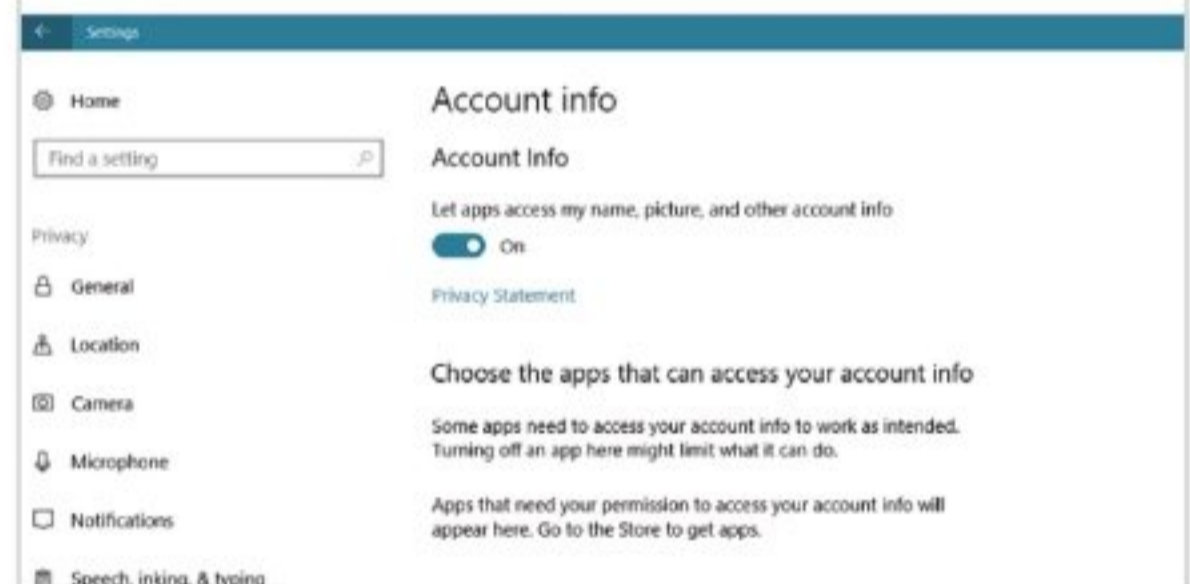 Settings
Home
Find a setting
Privacy
General
Location
Camera
Microphone
Notifications
Speech, inking, & typing
Account info
Account Info
Let apps access my name, picture, and other account info
On
Privacy Statement
Choose the apps that can access your account info
Some apps need to access your account info to work as intended.
Turning off an app here might limit what it can do.
Apps that need your permission to access your account info will
appear here. Go to the Store to get apps.